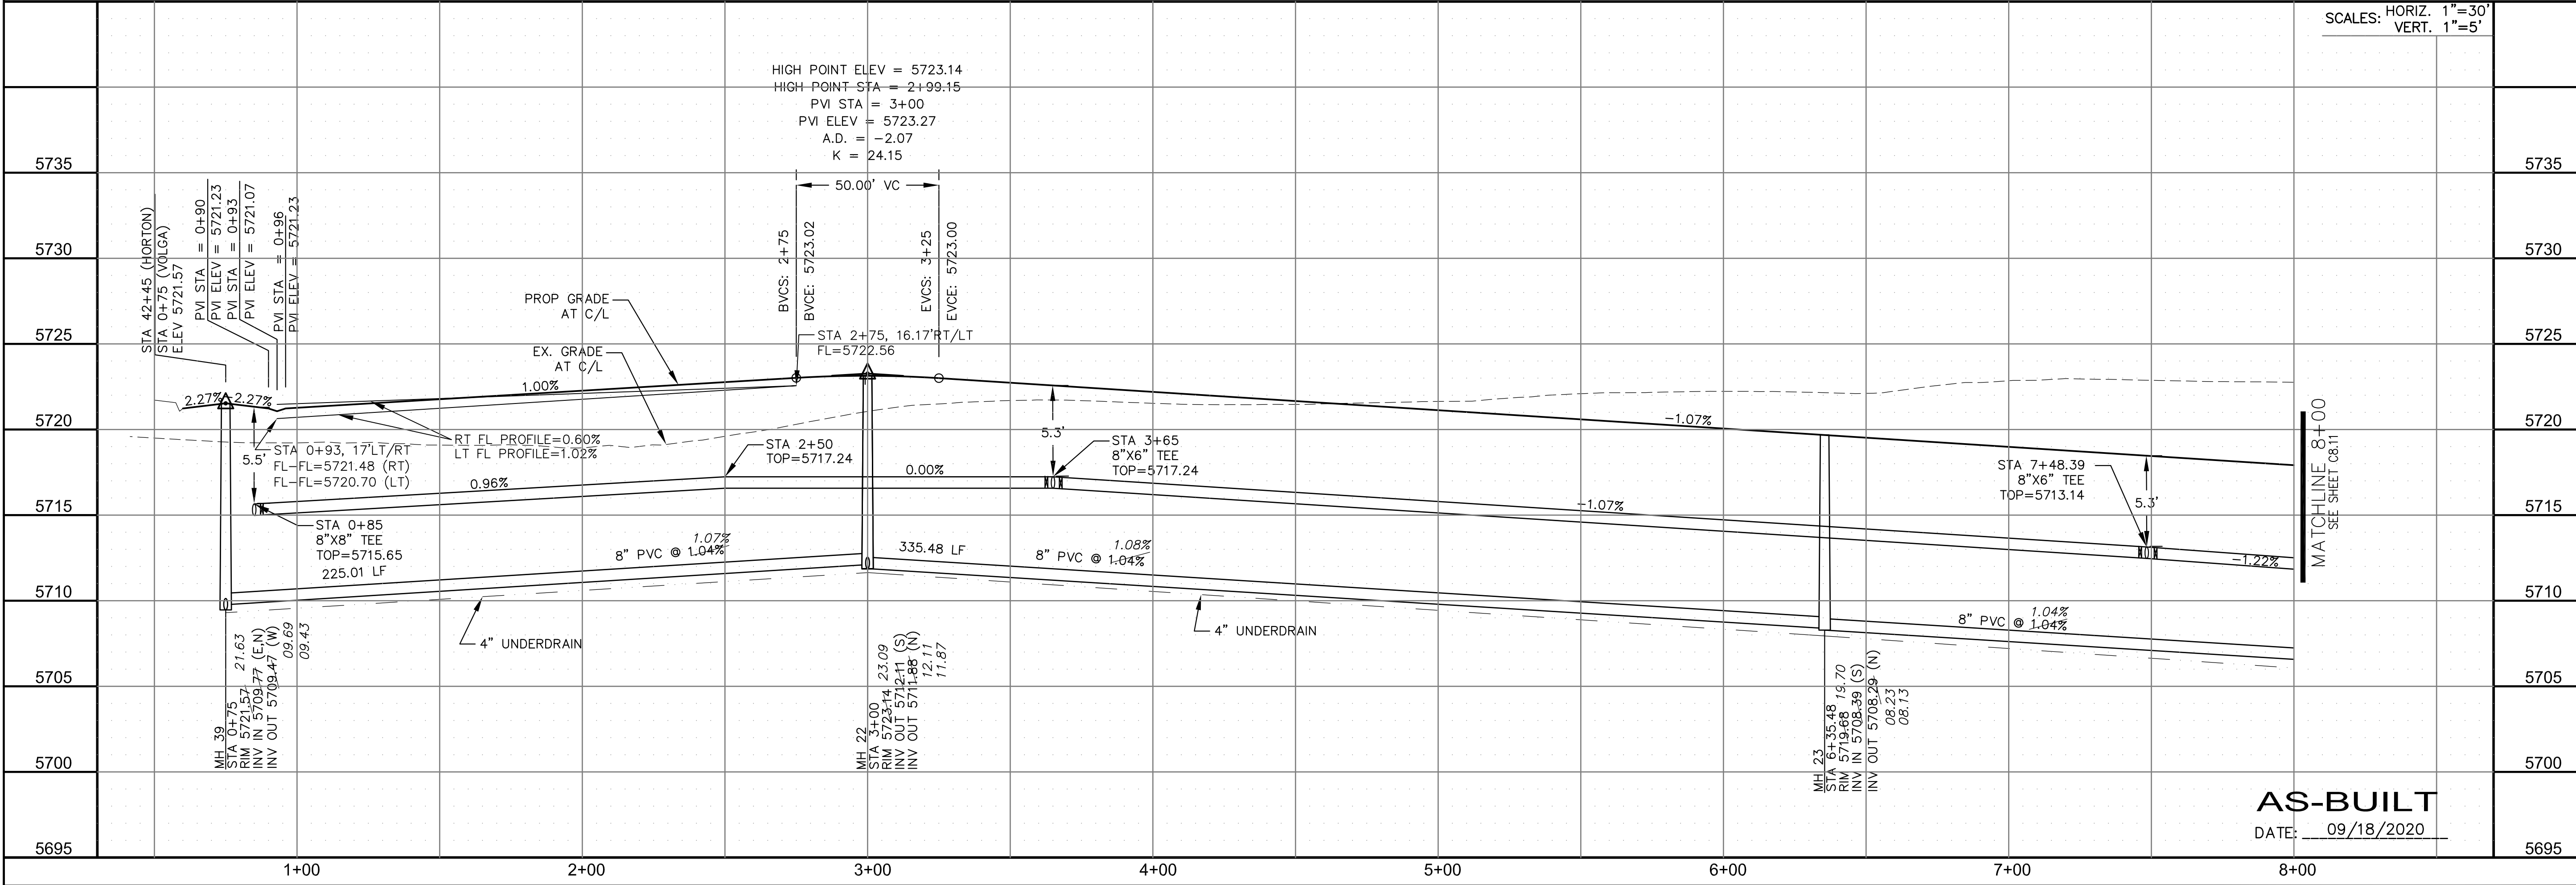 SCALES: HORIZ. 1"=30'
VERT. 1"=5'
HIGH POINT ELEV = 5723.14
HIGH POINT STA = 2+99.15
PVI STA = 3+00
PVI ELEV = 5723.27
A.D. = -2.07
K = 24.15
50.00' VC
BVCS: 2+75
BVCE: 5723.02
EVCS: 3+25
EVCE: 5723.00
5735
5730
5725
5720
5715
5710
5705
5700
5695
5735
5730
5725
5720
5715
5710
5705
5700
5695
STA 42+45 (HORTON)
STA 0+75 (VOLGA)
ELEV 5721.57
PVI STA = 0+90
PVI ELEV = 5721.23
PVI STA = 0+93
PVI ELEV = 5721.07
PVI STA = 0+96
PVI ELEV = 5721.23
PROP GRADE
AT C/L
EX. GRADE
AT C/L
STA 2+75, 16.17'RT/LT
FL=5722.56
2.27%
-2.27%
1.00%
-1.07%
RT FL PROFILE=0.60%
LT FL PROFILE=1.02%
5.5'
STA 0+93, 17'LT/RT
FL-FL=5721.48 (RT)
FL-FL=5720.70 (LT)
STA 2+50
TOP=5717.24
5.3'
STA 3+65
8"X6" TEE
TOP=5717.24
0.96%
0.00%
-1.07%
STA 7+48.39
8"X6" TEE
TOP=5713.14
5.3'
-1.22%
MATCHLINE 8+00
SEE SHEET C8.11
STA 0+85
8"X8" TEE
TOP=5715.65
225.01 LF
1.07%
8" PVC @ 1.04%
335.48 LF
1.08%
8" PVC @ 1.04%
1.04%
8" PVC @ 1.04%
4" UNDERDRAIN
4" UNDERDRAIN
MH 39
STA 0+75
RIM 5721.57 21.63
INV IN 5709.77 (E,N)
INV OUT 5709.47 (W)
09.69
09.43
MH 22
STA 3+00
RIM 5723.14 23.09
INV OUT 5712.11 (S)
INV OUT 5711.88 (N)
12.11
11.87
MH 23
STA 6+35.48
RIM 5719.68 19.70
INV IN 5708.39 (S)
INV OUT 5708.29 (N)
08.23
08.13
AS-BUILT
DATE: 09/18/2020
1+00
2+00
3+00
4+00
5+00
6+00
7+00
8+00